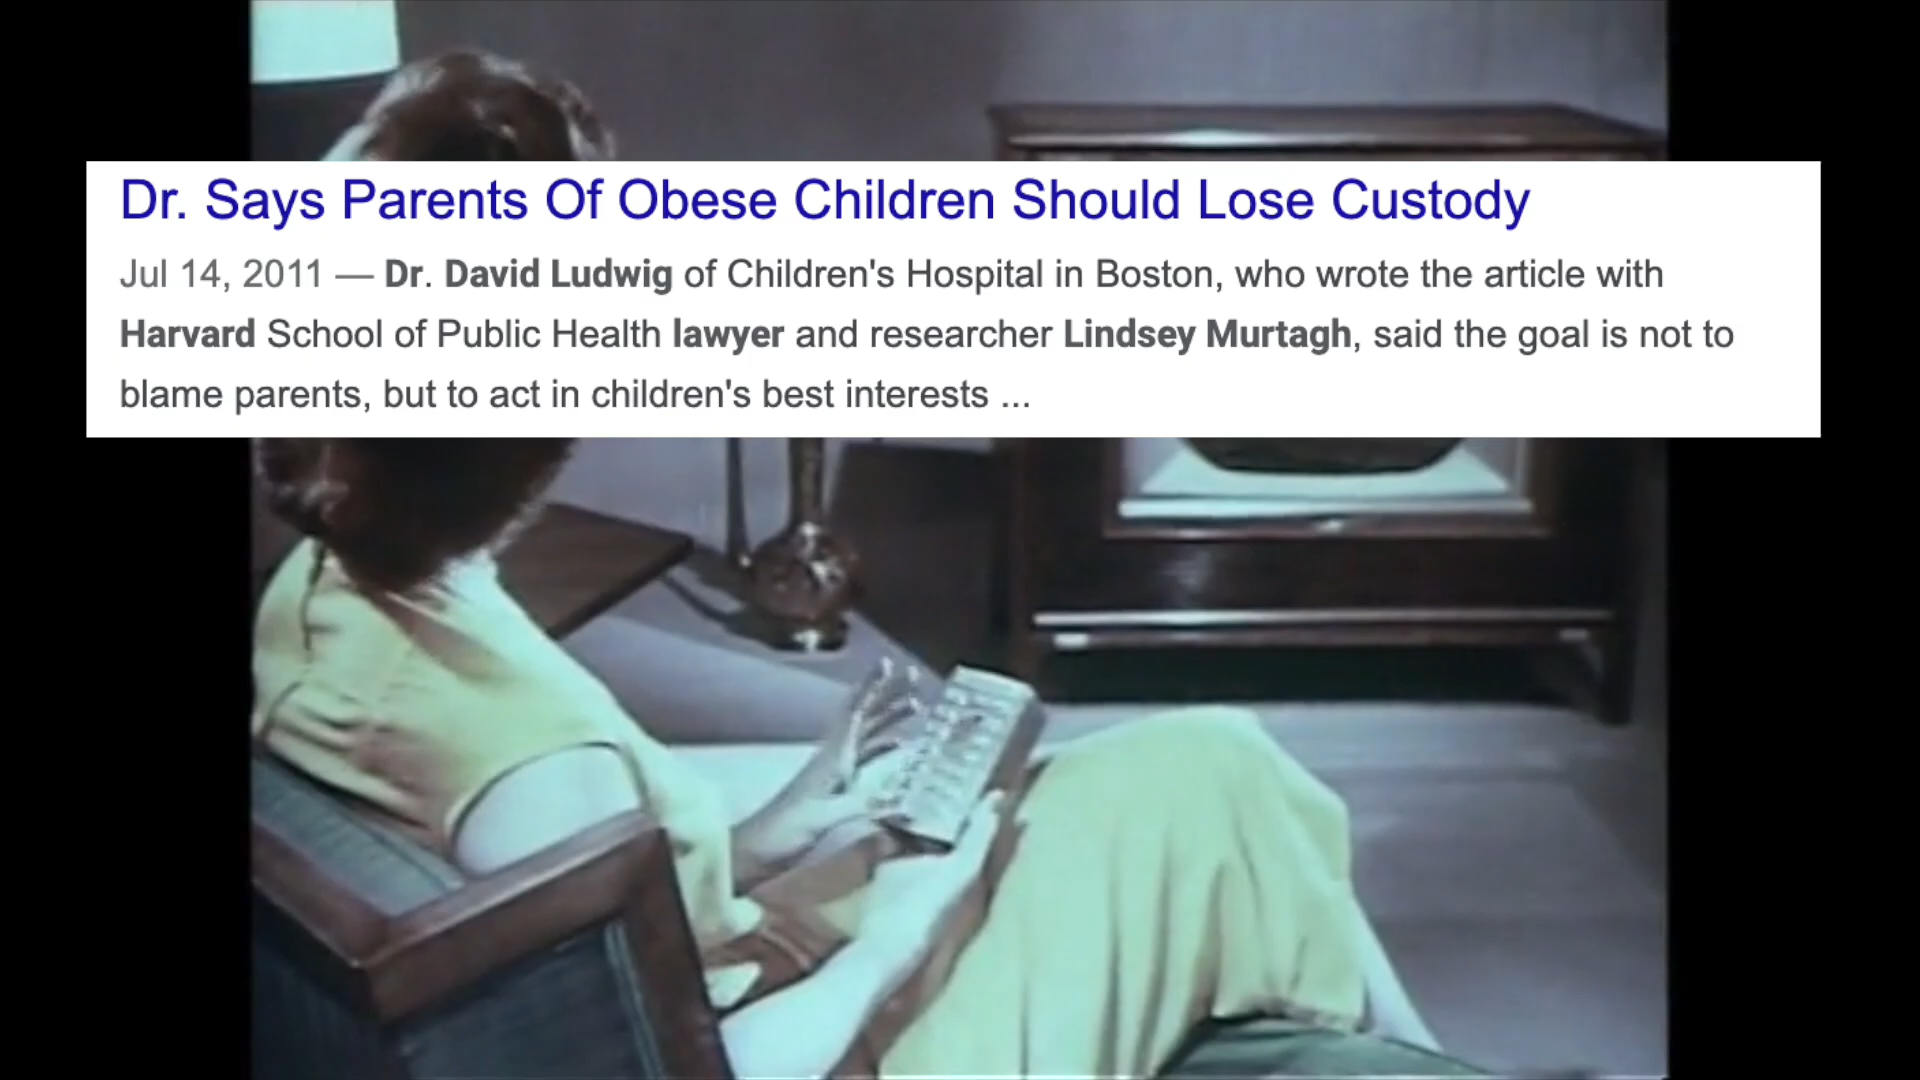 Dr. Says Parents Of Obese Children Should Lose Custody
Jul 14, 2011 — Dr. David Ludwig of Children's Hospital in Boston, who wrote the article with
Harvard School of Public Health lawyer and researcher Lindsey Murtagh, said the goal is not to
blame parents, but to act in children's best interests ...